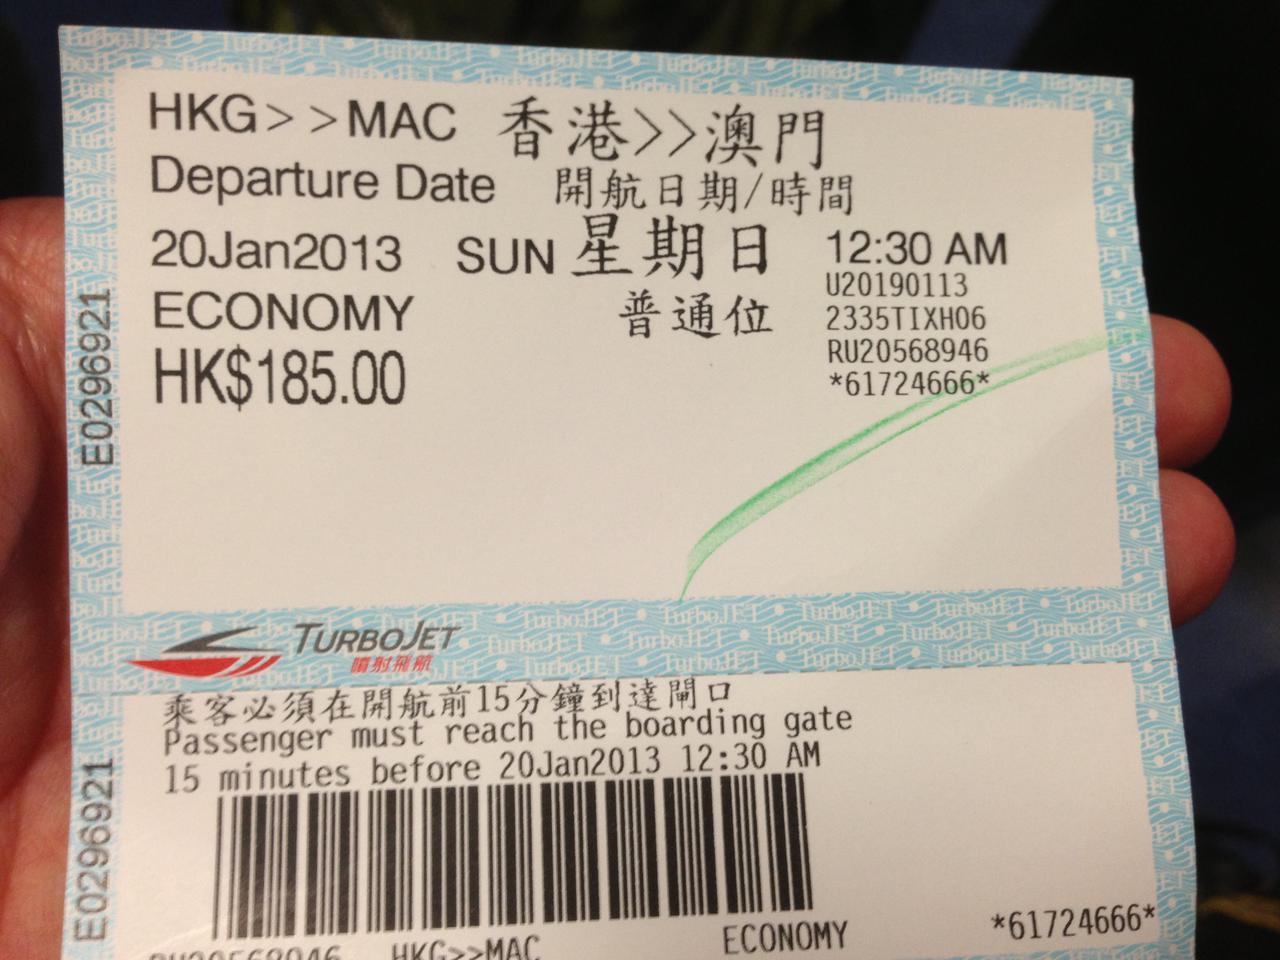 HKG>>MAC 香港>>澳門
Departure Date 開航日期/時間
20Jan2013 SUN 星期日 12:30 AM
U20190113
ECONOMY 普通位 2335TIXH06
RU20568946
HK$185.00 *61724666*
E0296921
TURBOJET
噴射飛航
乘客必須在開航前15分鐘到達閘口
Passenger must reach the boarding gate
15 minutes before 20Jan2013 12:30 AM
E0296921
RU20568946 HKG>>MAC ECONOMY *61724666*